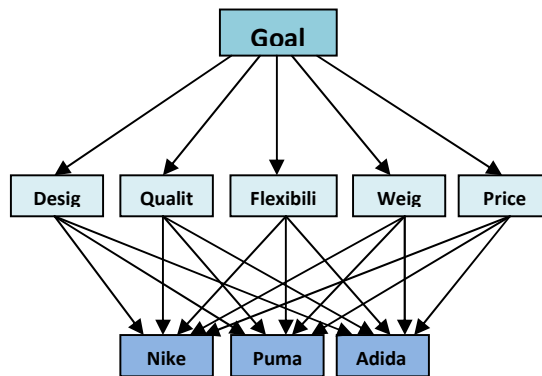 Goal
Desig
Qualit
Flexibili
Weig
Price
Nike
Puma
Adida